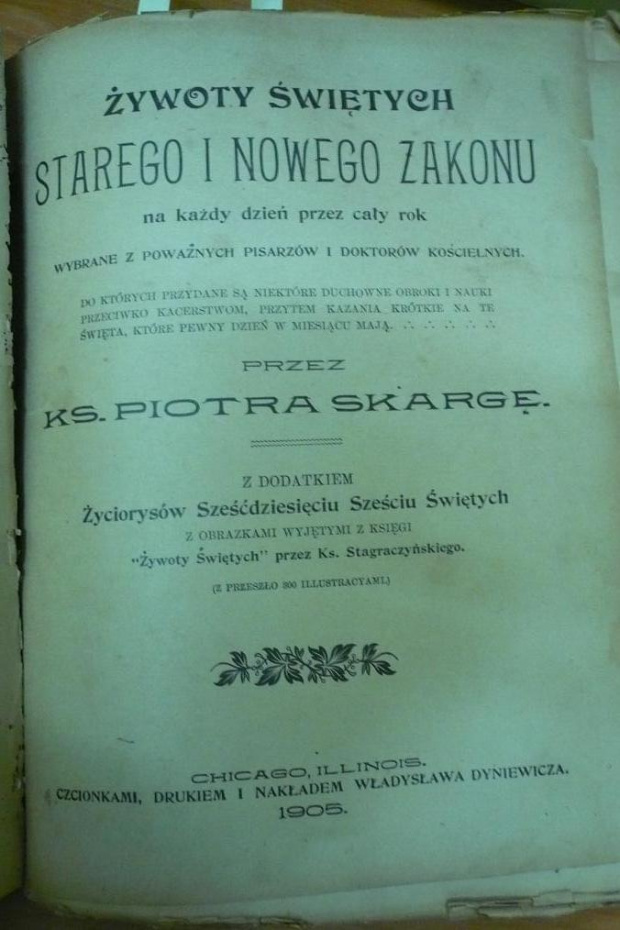 ŻYWOTY ŚWIĘTYCH
STAREGO I NOWEGO ZAKONU
na każdy dzień przez cały rok
WYBRANE Z POWAŻNYCH PISARZÓW I DOKTORÓW KOŚCIELNYCH.
DO KTÓRYCH PRZYDANE SĄ NIEKTÓRE DUCHOWNE OBROKI I NAUKI
PRZECIWKO KACERSTWOM, PRZYTEM KAZANIA KRÓTKIE NA TE
ŚWIĘTA, KTÓRE PEWNY DZIEŃ W MIESIĄCU MAJĄ. ∴ ∴ ∴ ∴ ∴
PRZEZ
KS. PIOTRA SKARGĘ.
Z DODATKIEM
Życiorysów Sześćdziesięciu Sześciu Świętych
Z OBRAZKAMI WYJĘTYMI Z KSIĘGI
"Żywoty Świętych" przez Ks. Stagraczyńskiego.
(Z PRZESZŁO 300 ILLUSTRACYAMI.)
CHICAGO, ILLINOIS.
CZCIONKAMI, DRUKIEM I NAKŁADEM WŁADYSŁAWA DYNIEWICZA.
1905.